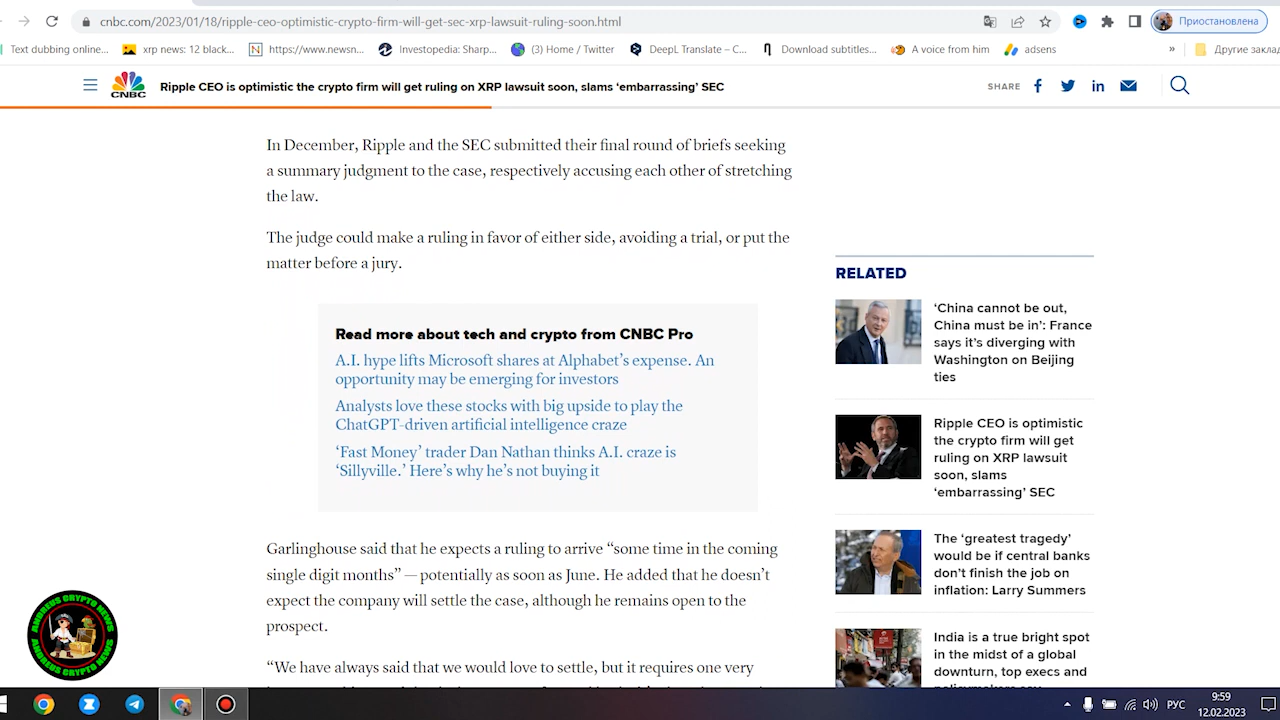 cnbc.com/2023/01/18/ripple-ceo-optimistic-crypto-firm-will-get-sec-xrp-lawsuit-ruling-soon.html
Приостановлена
Text dubbing online...
xrp news: 12 black...
https://www.newsn...
Investopedia: Sharp...
(3) Home / Twitter
DeepL Translate – C...
Download subtitles...
A voice from him
adsens
»
Другие закла
CNBC
Ripple CEO is optimistic the crypto firm will get ruling on XRP lawsuit soon, slams ‘embarrassing’ SEC
SHARE
In December, Ripple and the SEC submitted their final round of briefs seeking
a summary judgment to the case, respectively accusing each other of stretching
the law.
The judge could make a ruling in favor of either side, avoiding a trial, or put the
matter before a jury.
Read more about tech and crypto from CNBC Pro
A.I. hype lifts Microsoft shares at Alphabet’s expense. An
opportunity may be emerging for investors
Analysts love these stocks with big upside to play the
ChatGPT-driven artificial intelligence craze
‘Fast Money’ trader Dan Nathan thinks A.I. craze is
‘Sillyville.’ Here’s why he’s not buying it
Garlinghouse said that he expects a ruling to arrive “some time in the coming
single digit months” — potentially as soon as June. He added that he doesn’t
expect the company will settle the case, although he remains open to the
prospect.
“We have always said that we would love to settle, but it requires one very
RELATED
‘China cannot be out,
China must be in’: France
says it’s diverging with
Washington on Beijing
ties
Ripple CEO is optimistic
the crypto firm will get
ruling on XRP lawsuit
soon, slams
‘embarrassing’ SEC
The ‘greatest tragedy’
would be if central banks
don’t finish the job on
inflation: Larry Summers
India is a true bright spot
in the midst of a global
downturn, top execs and
ANDREUS CRYPTO NEWS
ANDREUS CRYPTO NEWS
РУС
9:59
12.02.2023